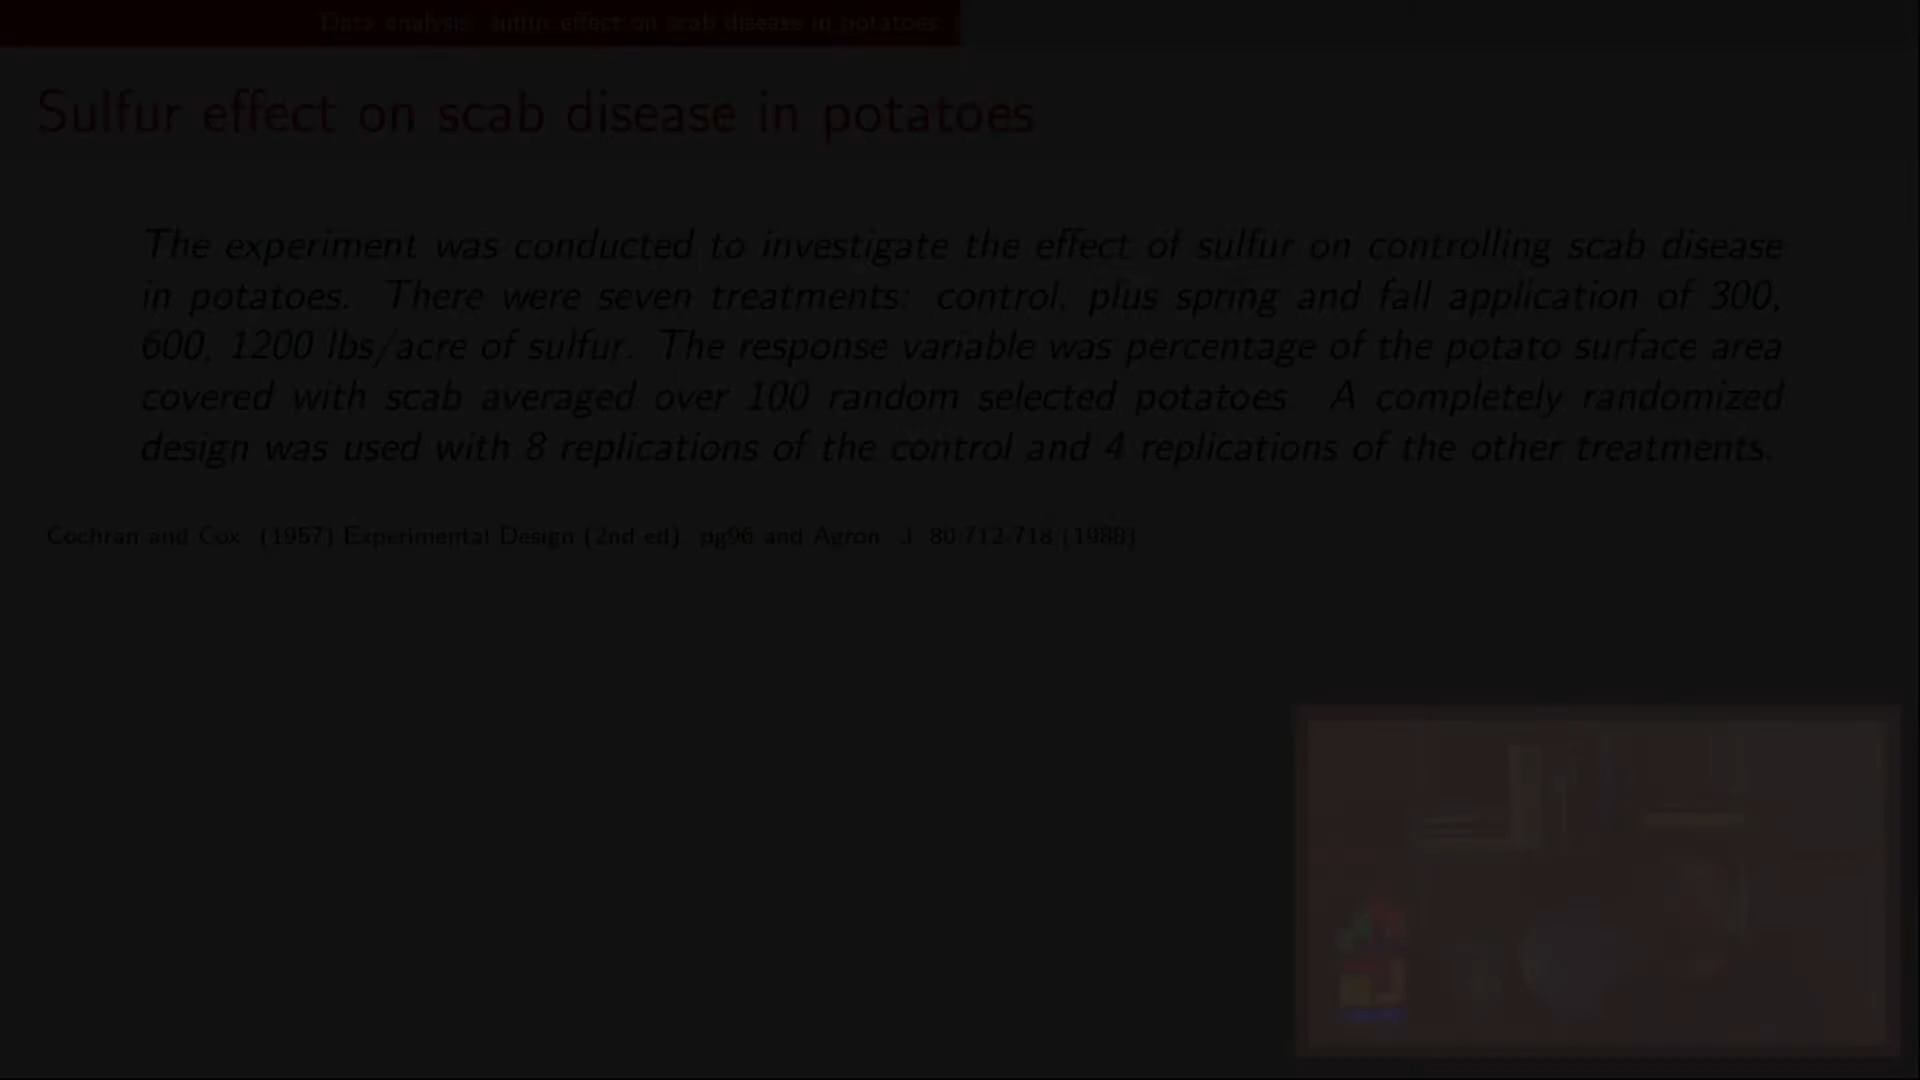 Data analysis: sulfur effect on scab disease in potatoes
Sulfur effect on scab disease in potatoes
The experiment was conducted to investigate the effect of sulfur on controlling scab disease
in potatoes. There were seven treatments: control, plus spring and fall application of 300,
600, 1200 lbs/acre of sulfur. The response variable was percentage of the potato surface area
covered with scab averaged over 100 random selected potatoes. A completely randomized
design was used with 8 replications of the control and 4 replications of the other treatments.
Cochran and Cox. (1957) Experimental Design (2nd ed). pg96 and Agron. J. 80:712-718 (1988)